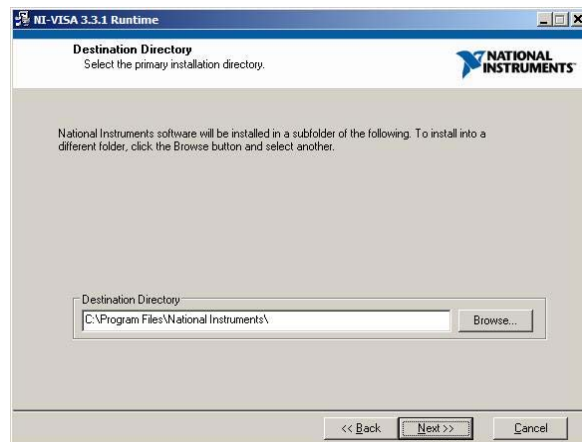 NI-VISA 3.3.1 Runtime
Destination Directory
Select the primary installation directory.
NATIONAL
INSTRUMENTS
National Instruments software will be installed in a subfolder of the following. To install into a
different folder, click the Browse button and select another.
Destination Directory
C:\Program Files\National Instruments\
Browse...
<< Back
Next >>
Cancel